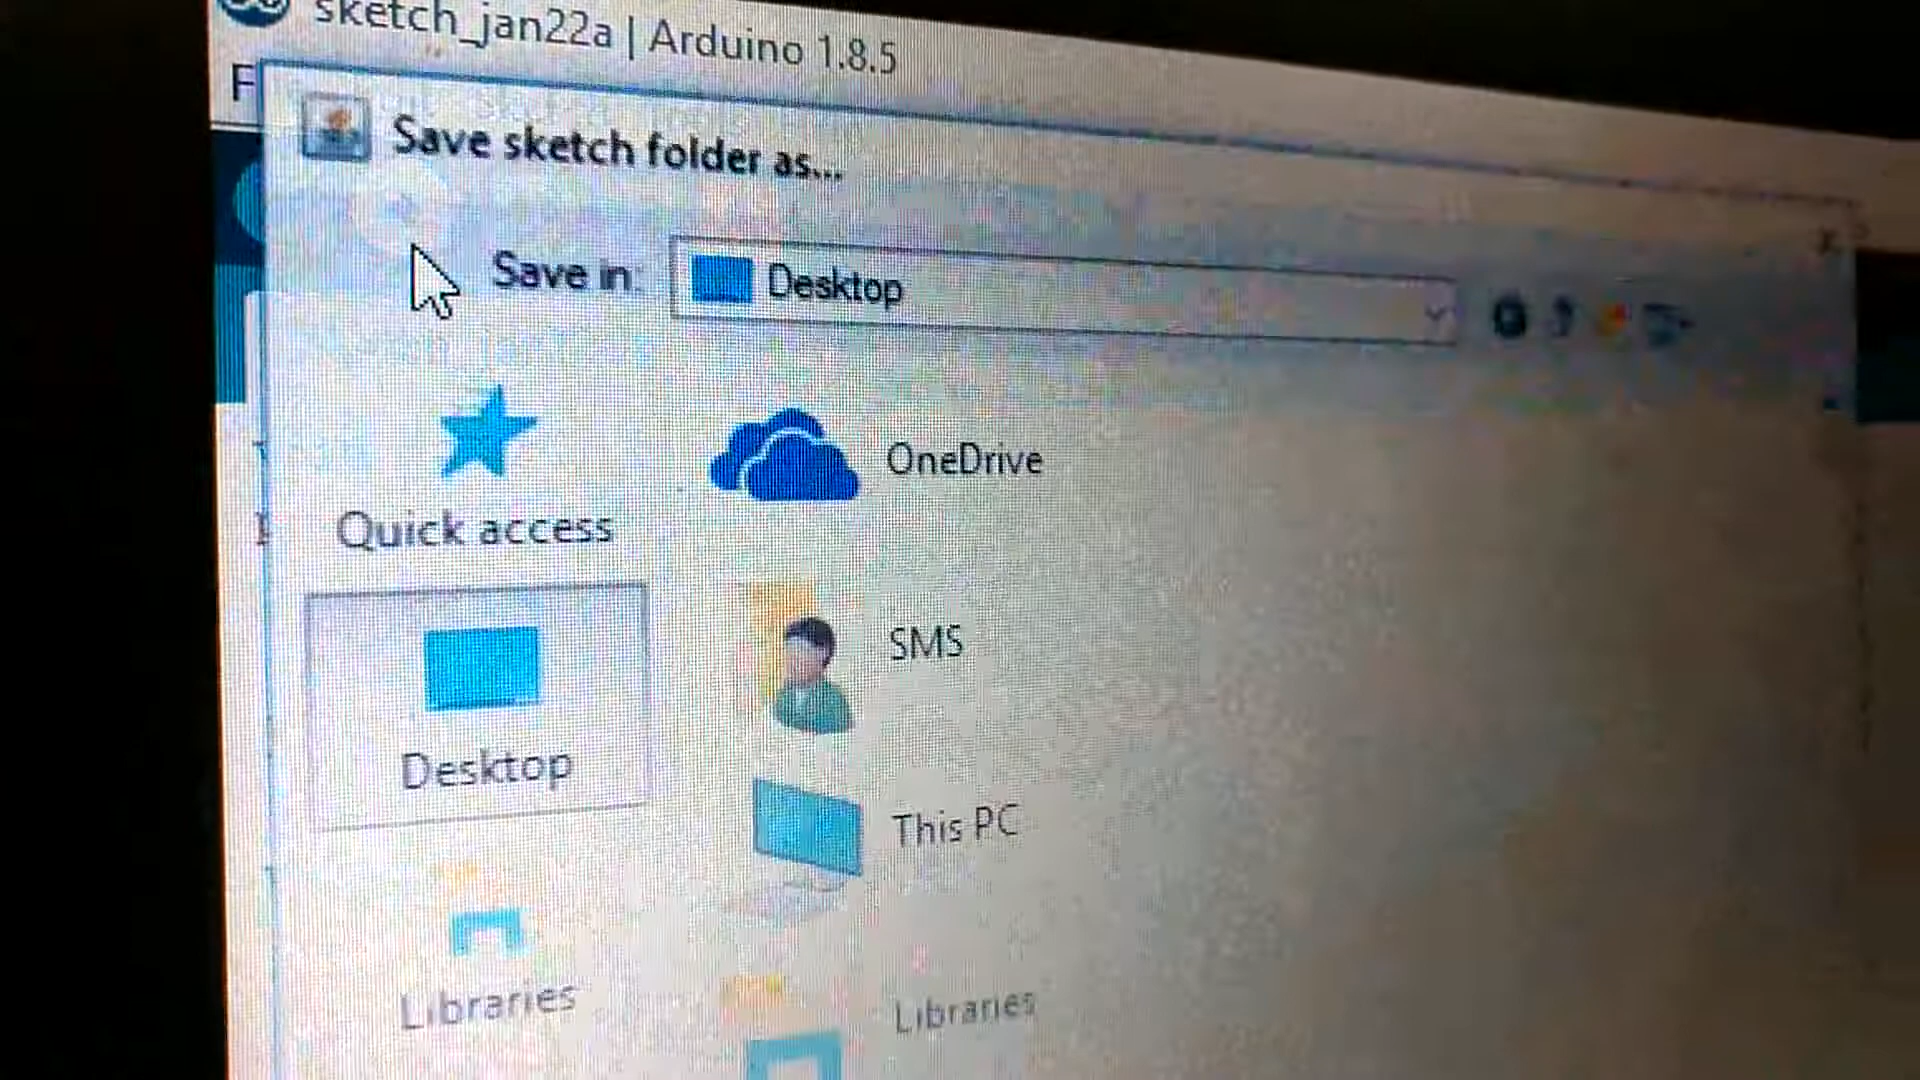 sketch_jan22a | Arduino 1.8.5
F
Save sketch folder as...
Save in:
Desktop
OneDrive
Quick access
SMS
Desktop
This PC
Libraries
Libraries